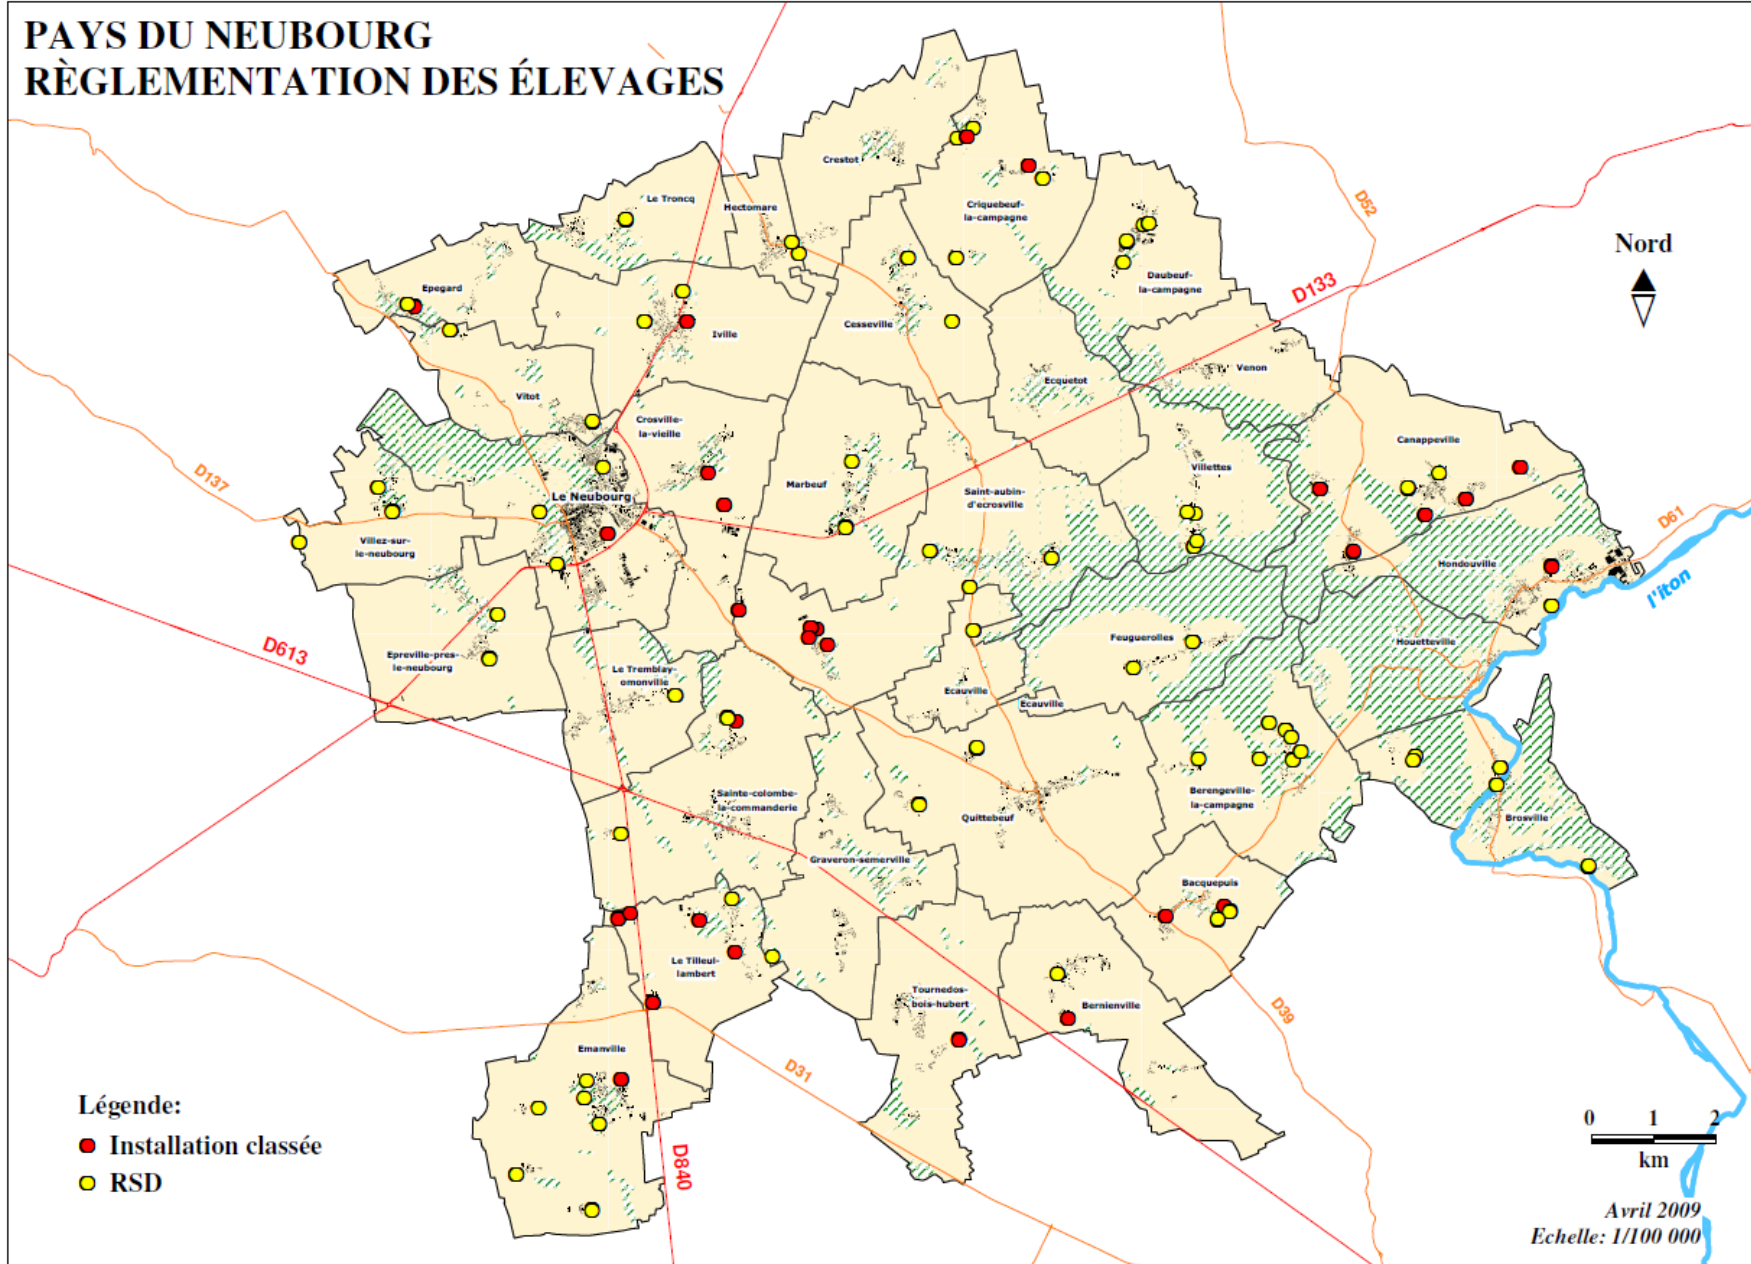 PAYS DU NEUBOURG
RÈGLEMENTATION DES ÉLEVAGES
Crestot
Le Troncq
Hectomare
Criquebeuf-
la-campagne
D52
Nord
Daubeuf-
la-campagne
D133
Epegard
Iville
Cesseville
Venon
Ecquetot
Vitot
Crosville-
la-vieille
Canappeville
Villettes
D137
Marbeuf
Le Neubourg
Saint-aubin-
d'ecrosville
D61
Villez-sur-
le-neubourg
Hondouville
l'iton
Feuguerolles
Houetteville
D613
Epreville-pres-
le-neubourg
Le Tremblay-
omonville
Ecauville
Ecauville
Sainte-colombe-
la-commanderie
Berengeville-
la-campagne
Quittebeuf
Brosville
Graveron-semerville
Bacquepuis
Le Tilleul-
lambert
Tournedos-
bois-hubert
Bernienville
D39
Emanville
D31
D840
Légende:
Installation classée
RSD
0 1 2
km
Avril 2009
Echelle: 1/100 000